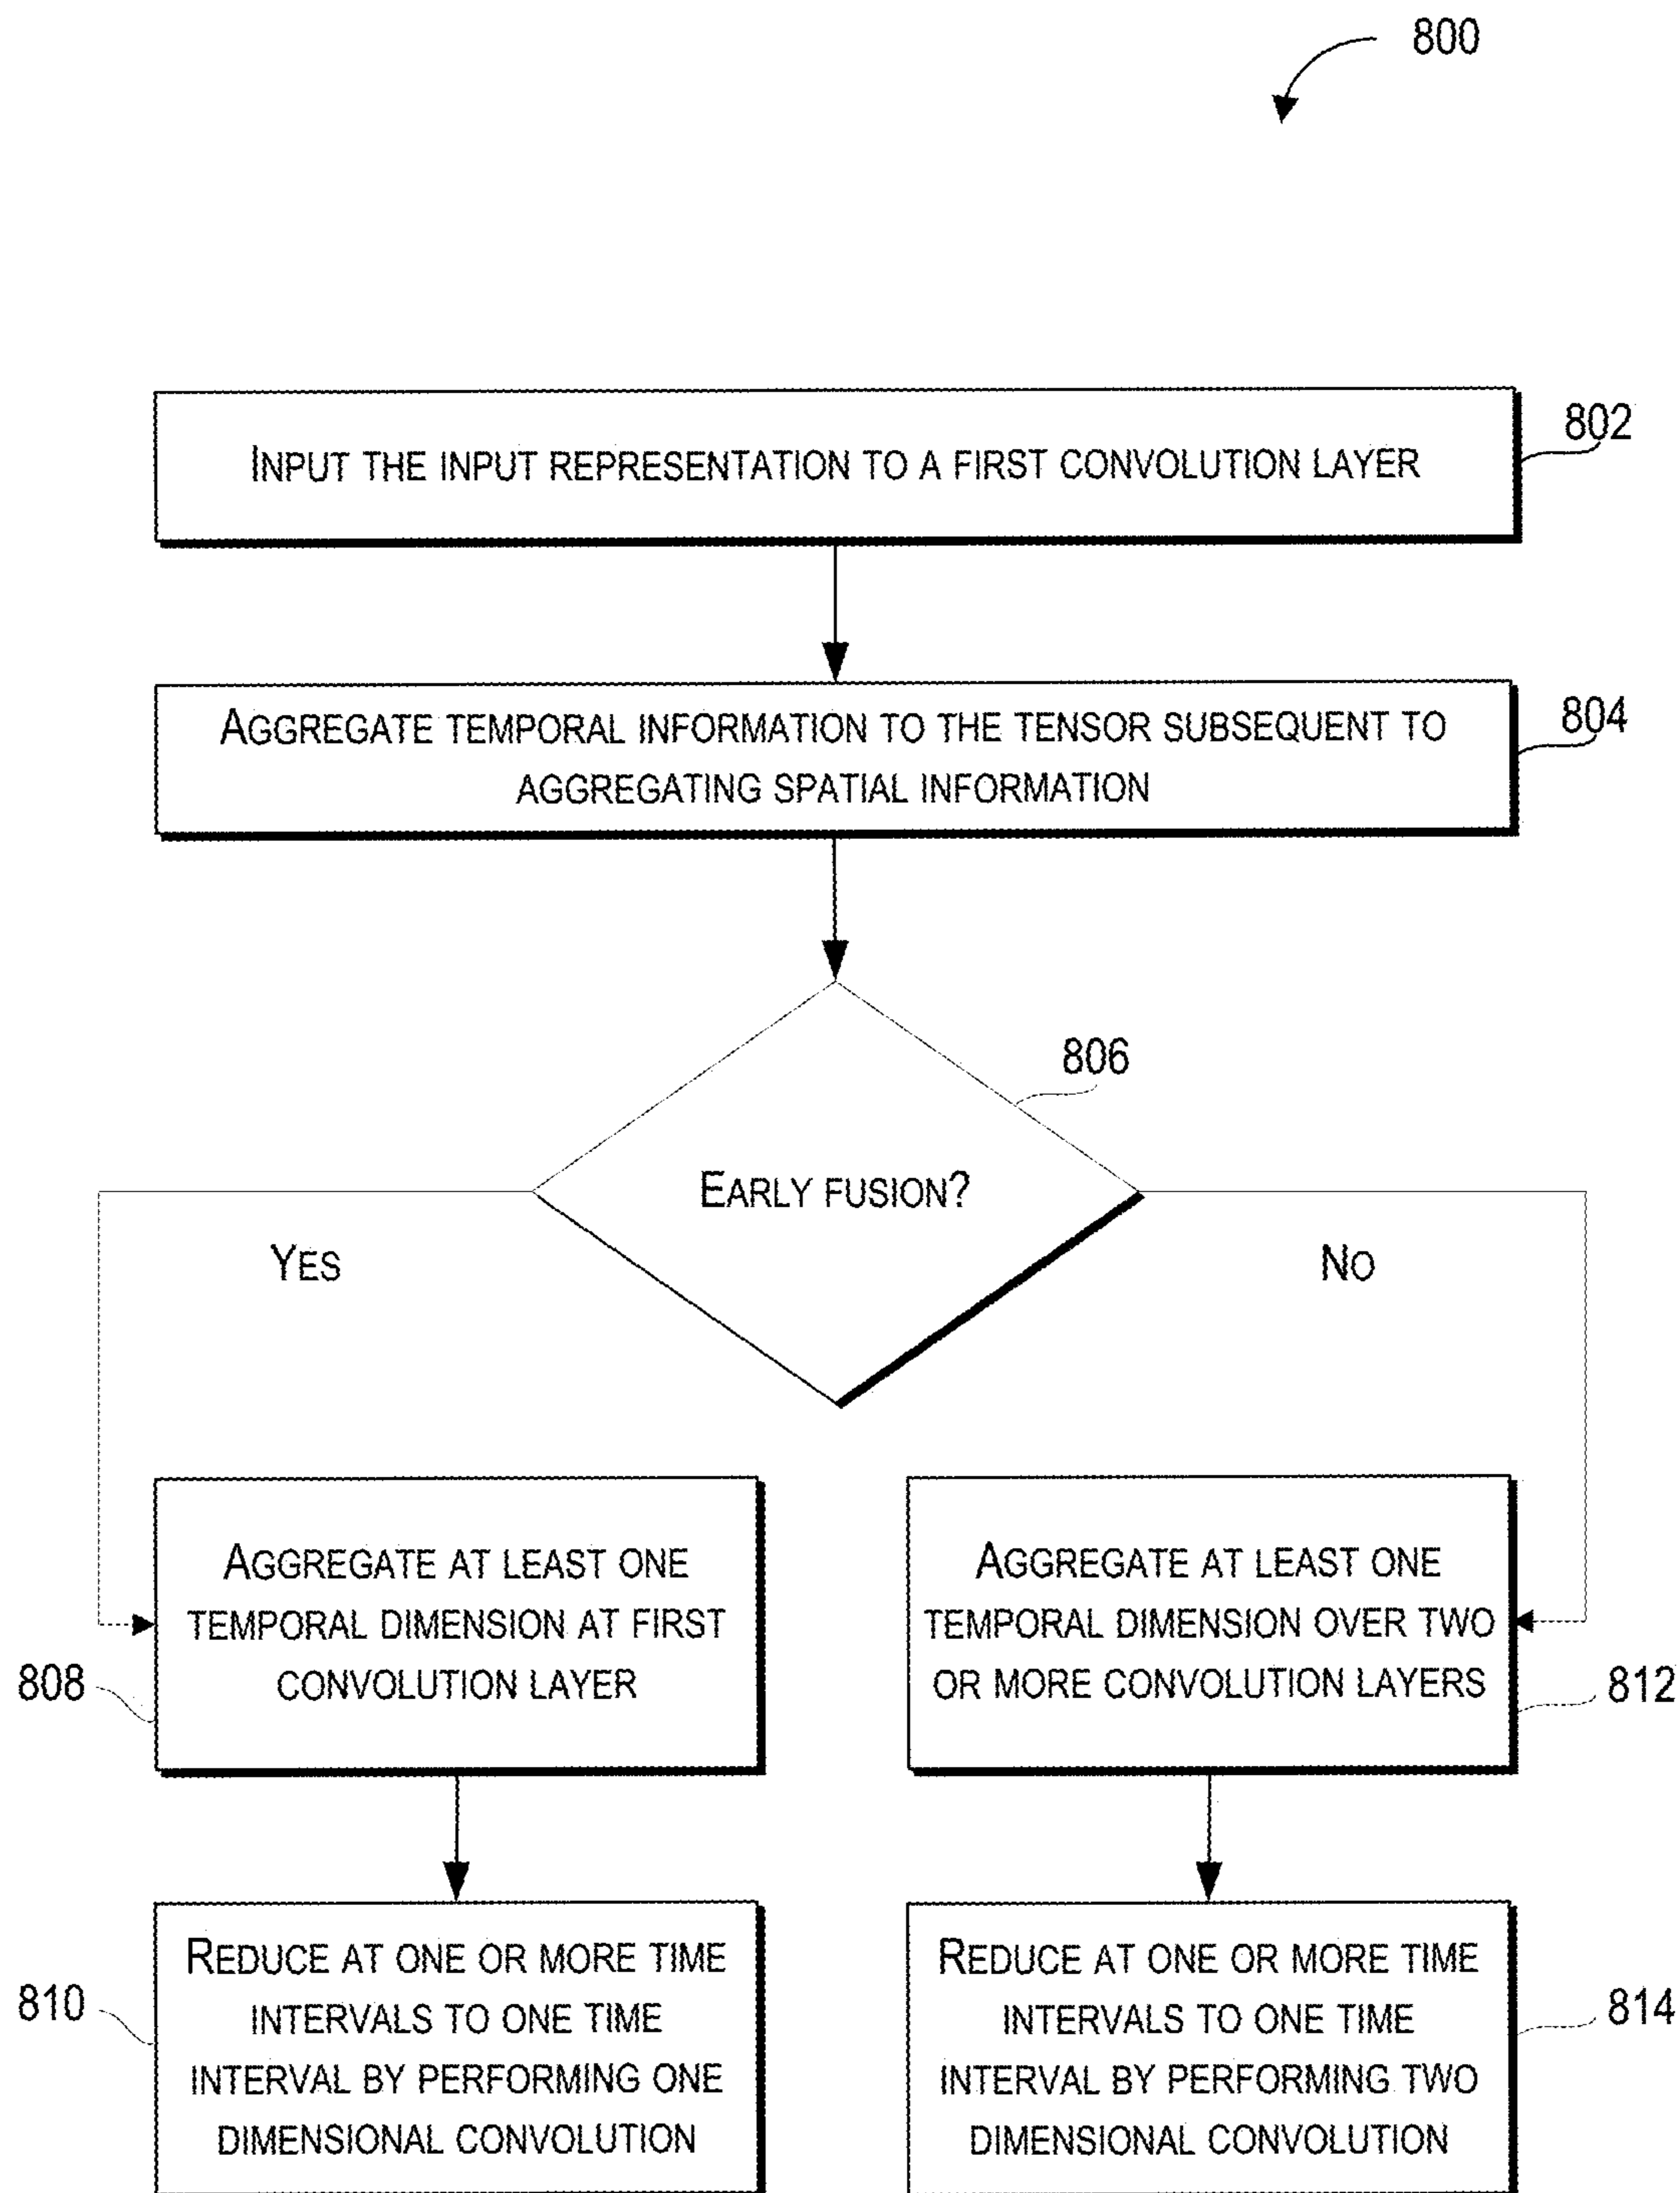 800
INPUT THE INPUT REPRESENTATION TO A FIRST CONVOLUTION LAYER
802
AGGREGATE TEMPORAL INFORMATION TO THE TENSOR SUBSEQUENT TO
AGGREGATING SPATIAL INFORMATION
804
806
EARLY FUSION?
YES
NO
AGGREGATE AT LEAST ONE
TEMPORAL DIMENSION AT FIRST
CONVOLUTION LAYER
808
AGGREGATE AT LEAST ONE
TEMPORAL DIMENSION OVER TWO
OR MORE CONVOLUTION LAYERS
812
REDUCE AT ONE OR MORE TIME
INTERVALS TO ONE TIME
INTERVAL BY PERFORMING ONE
DIMENSIONAL CONVOLUTION
810
REDUCE AT ONE OR MORE TIME
INTERVALS TO ONE TIME
INTERVAL BY PERFORMING TWO
DIMENSIONAL CONVOLUTION
814